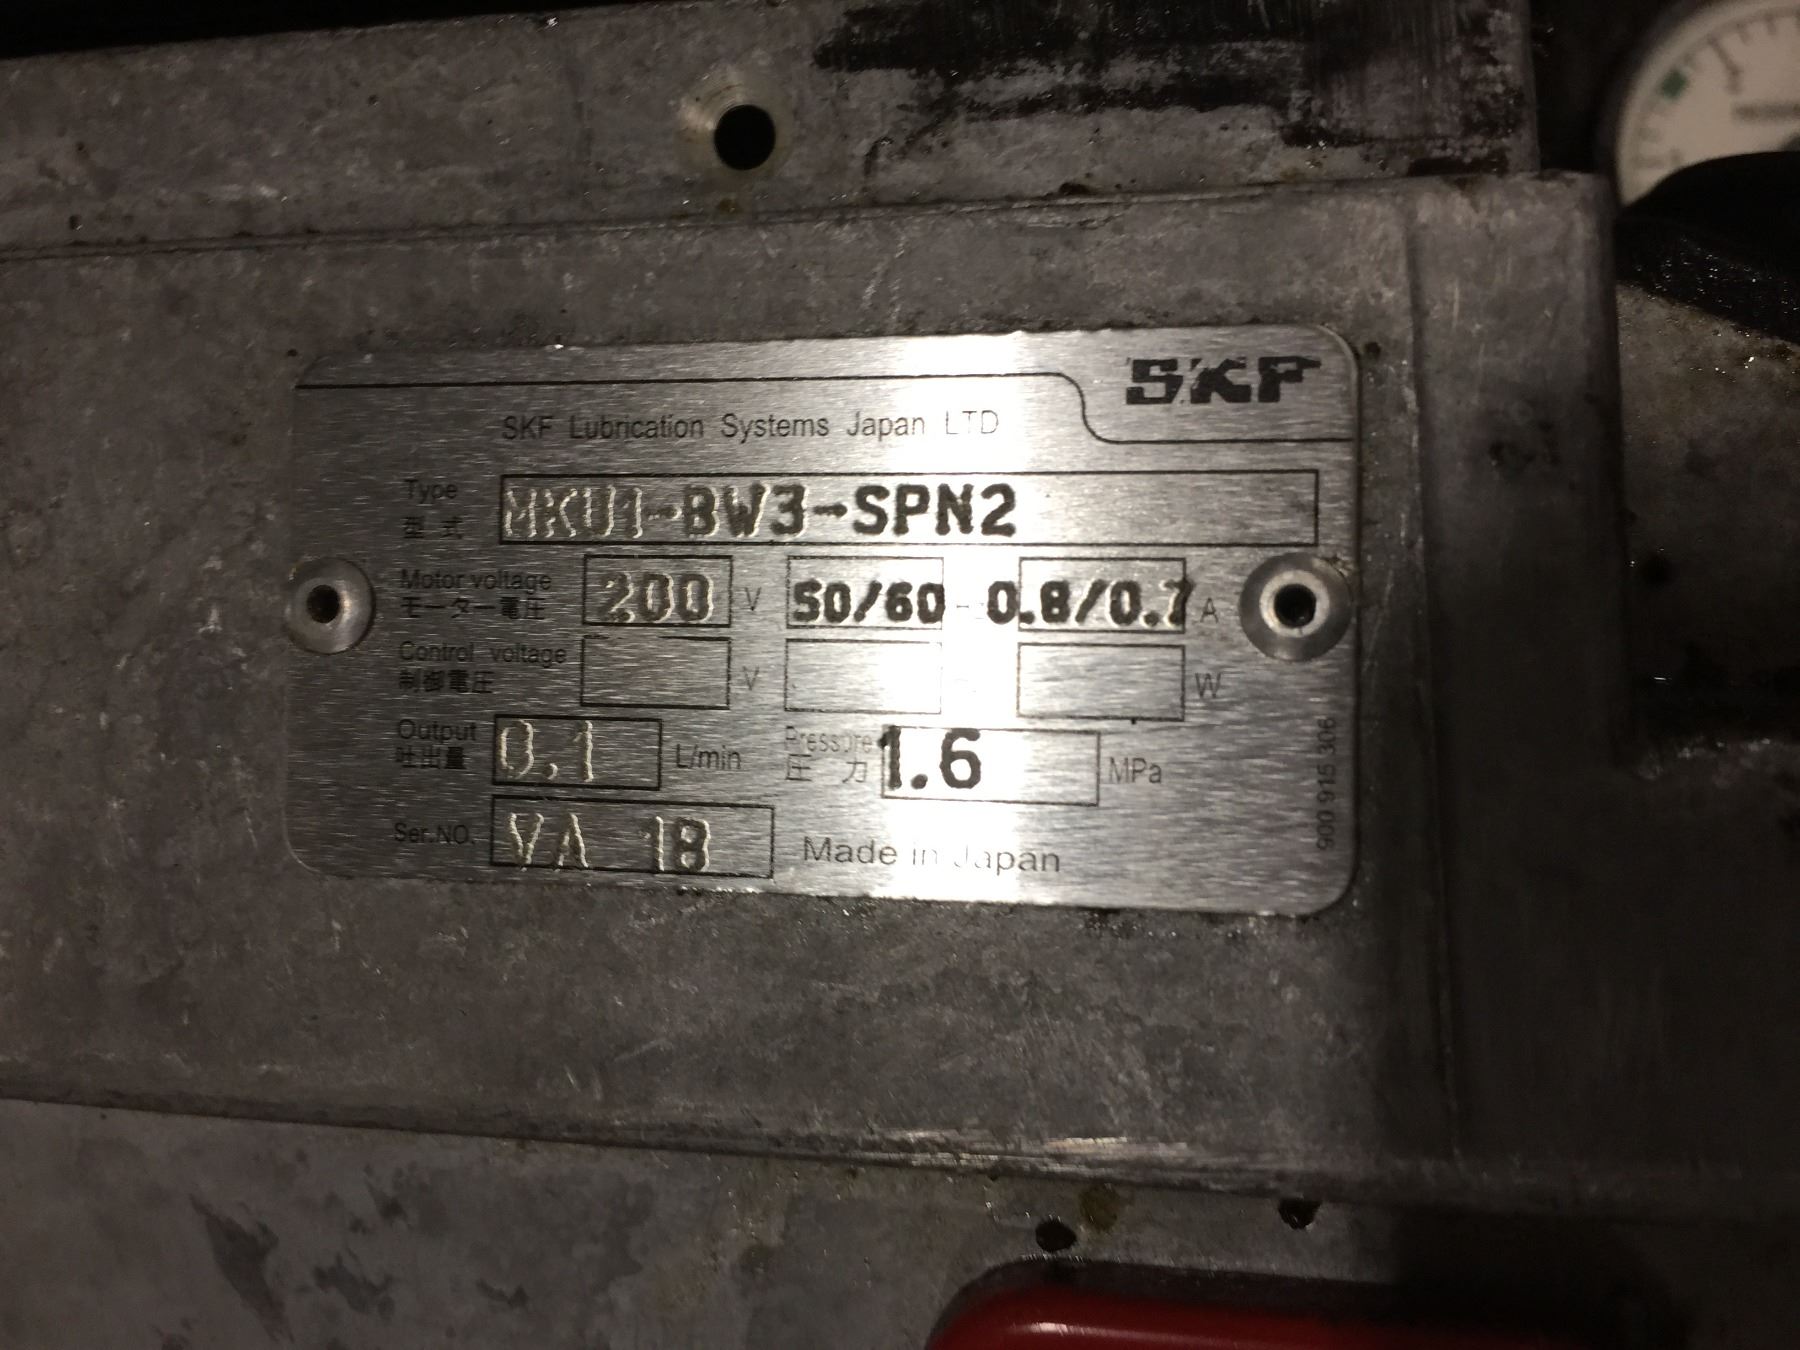 SKF
SKF Lubrication Systems Japan LTD
Type
型式 MKU1-BW3-SPN2
Motor voltage
モーター電圧 200 V 50/60 - 0.8/0.7 A
Control voltage
制御電圧 V W
Output
吐出量 0.1 L/min Pressure
圧力 1.6 MPa
Ser.NO. VA 18 Made in Japan
900 915 306